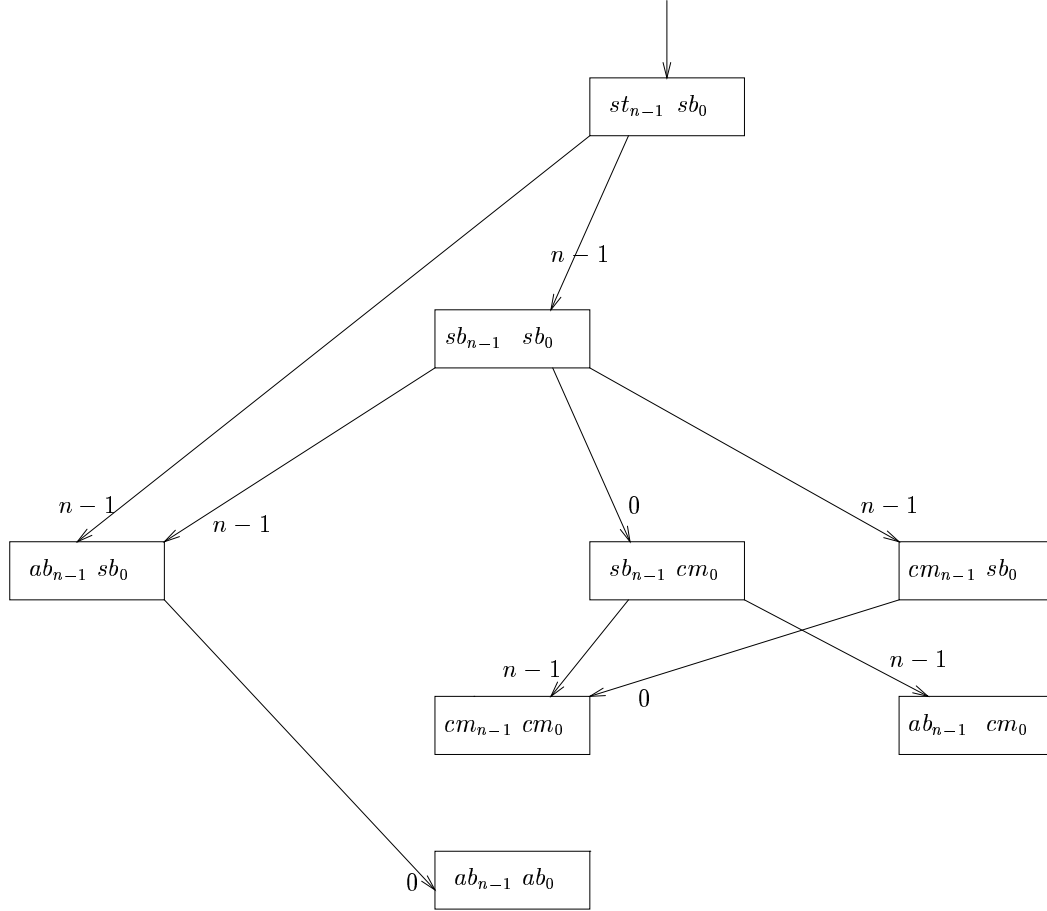 st_{n-1} sb_0
n - 1
sb_{n-1} sb_0
n - 1
n - 1
0
n - 1
ab_{n-1} sb_0
sb_{n-1} cm_0
cm_{n-1} sb_0
n - 1
n - 1
0
cm_{n-1} cm_0
ab_{n-1} cm_0
0
ab_{n-1} ab_0